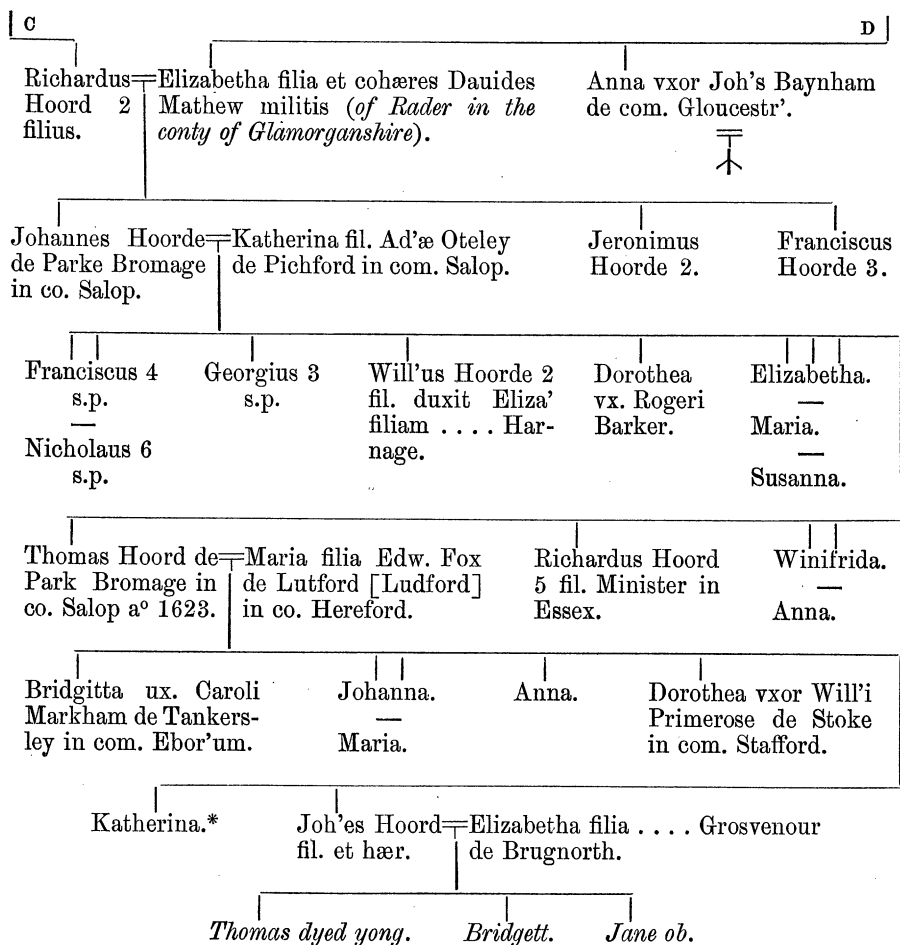 C D
Richardus Elizabetha filia et cohæres Dauides Anna vxor Joh's Baynham
Hoord 2 Mathew militis (of Rader in the de com. Gloucestr'.
filius. conty of Glamorganshire).
Johannes Hoorde Katherina fil. Ad'æ Oteley Jeronimus Franciscus
de Parke Bromage de Pichford in com. Salop. Hoorde 2. Hoorde 3.
in co. Salop.
Franciscus 4 Georgius 3 Will'us Hoorde 2 Dorothea Elizabetha.
s.p. s.p. fil. duxit Eliza' vx. Rogeri —
— filiam .... Har- Barker. Maria.
Nicholaus 6 nage. —
s.p. Susanna.
Thomas Hoord de Maria filia Edw. Fox Richardus Hoord Winifrida.
Park Bromage in de Lutford [Ludford] 5 fil. Minister in —
co. Salop aº 1623. in co. Hereford. Essex. Anna.
Bridgitta ux. Caroli Johanna. Anna. Dorothea vxor Will'i
Markham de Tankers- — Primerose de Stoke
ley in com. Ebor'um. Maria. in com. Stafford.
Katherina.* Joh'es Hoord Elizabetha filia .... Grosvenour
fil. et hær. de Brugnorth.
Thomas dyed yong. Bridgett. Jane ob.